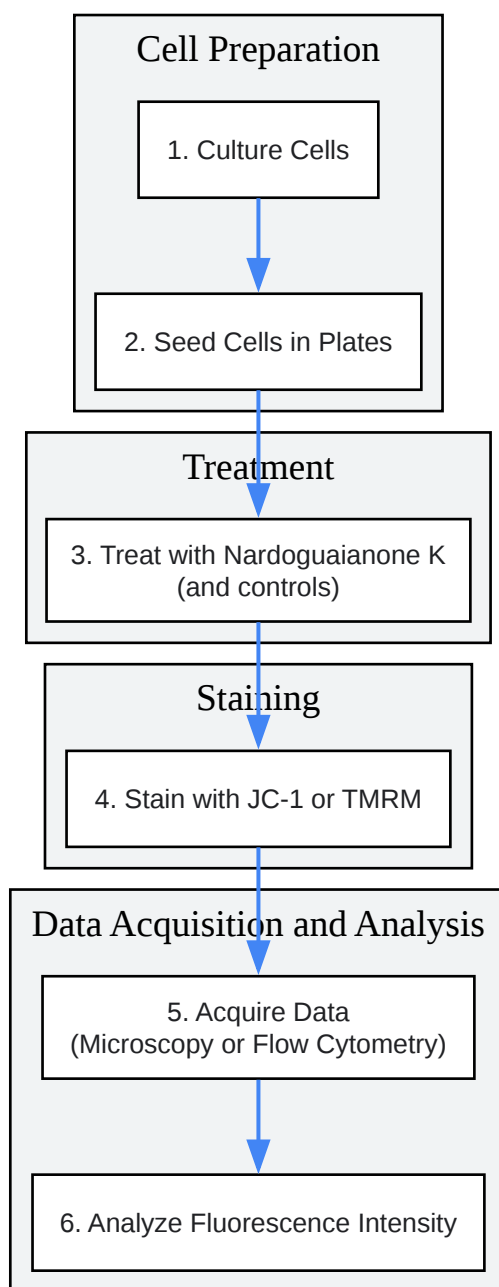 Cell Preparation
1. Culture Cells
2. Seed Cells in Plates
Treatment
3. Treat with Nardoguaianone K
(and controls)
Staining
4. Stain with JC-1 or TMRM
Data Acquisition and Analysis
5. Acquire Data
(Microscopy or Flow Cytometry)
6. Analyze Fluorescence Intensity